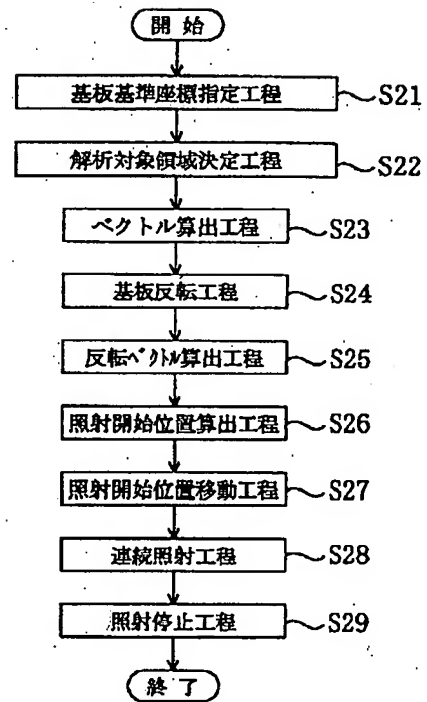 開始
基板基準座標指定工程 S21
解析対象領域決定工程 S22
ベクトル算出工程 S23
基板反転工程 S24
反転ベクトル算出工程 S25
照射開始位置算出工程 S26
照射開始位置移動工程 S27
連続照射工程 S28
照射停止工程 S29
終了